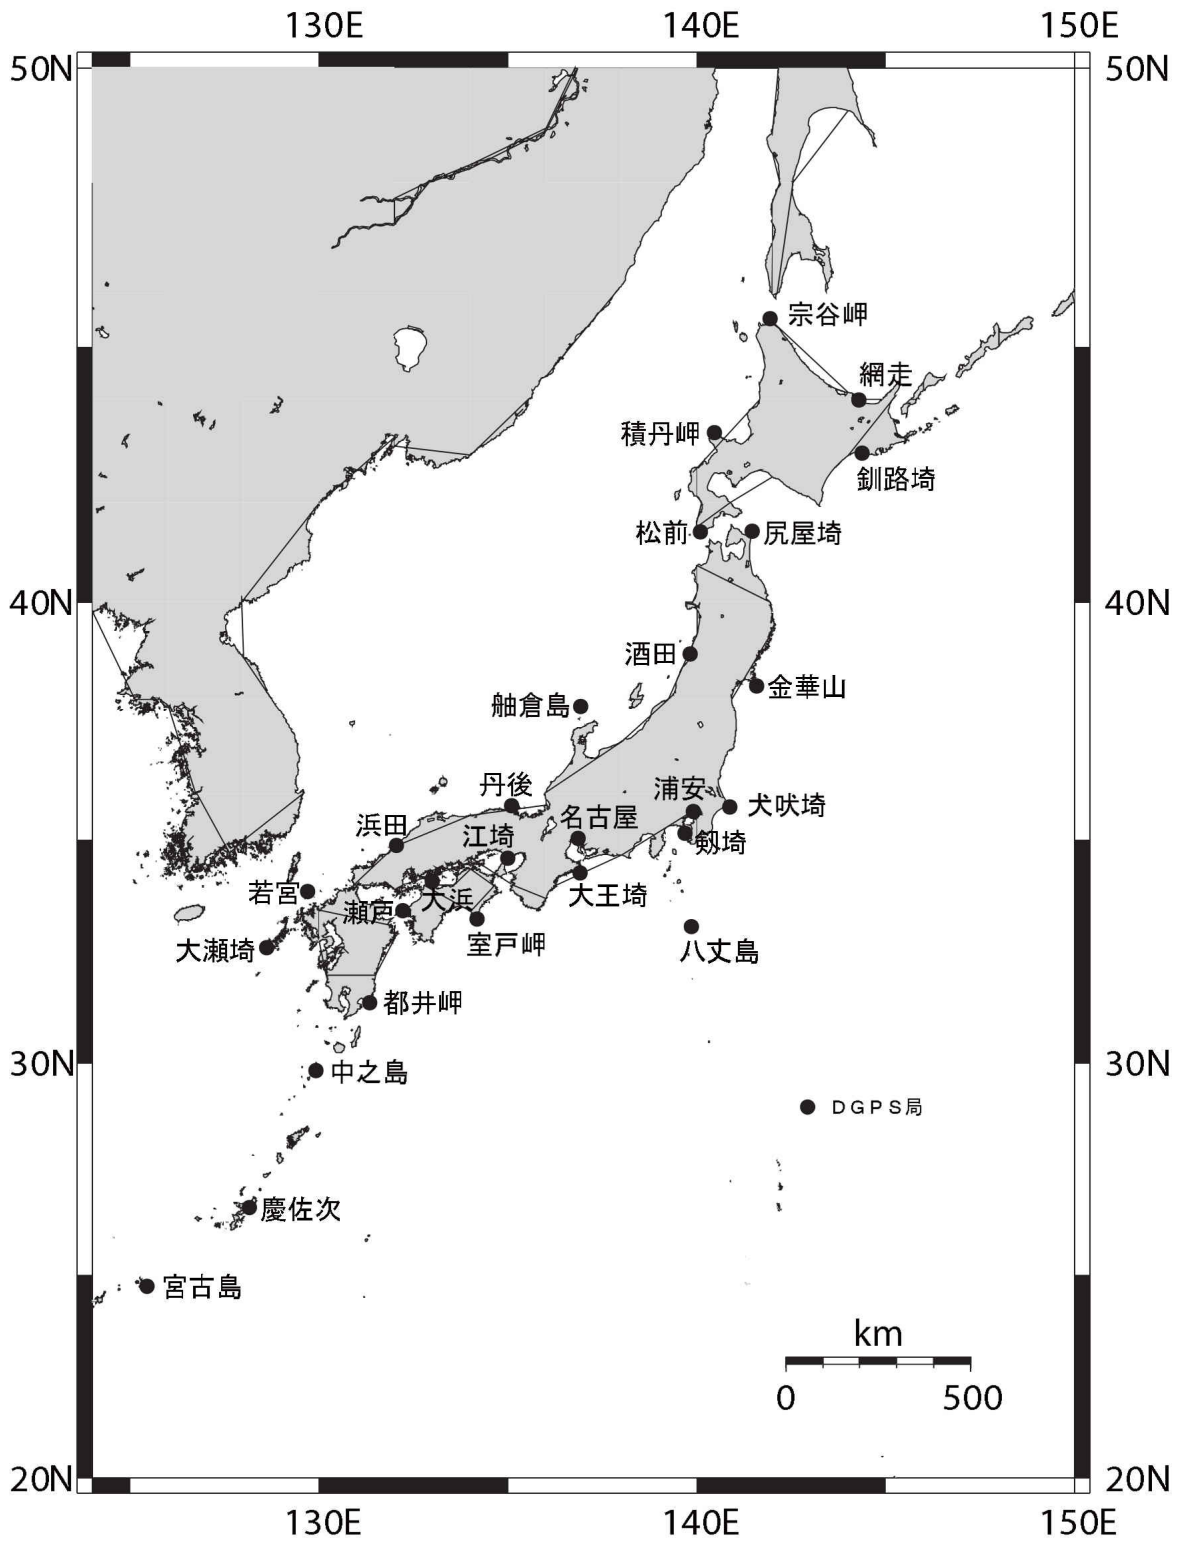 130E 140E 150E
50N 50N
宗谷岬
網走
積丹岬
釧路埼
松前 尻屋埼
40N 40N
酒田
金華山
舳倉島
丹後 浦安
犬吠埼
浜田 名古屋
江埼 剱埼
若宮 大浜 大王埼
瀬戸
大瀬埼 室戸岬 八丈島
都井岬
30N 中之島 30N
DGPS局
慶佐次
宮古島
km
0 500
20N 20N
130E 140E 150E